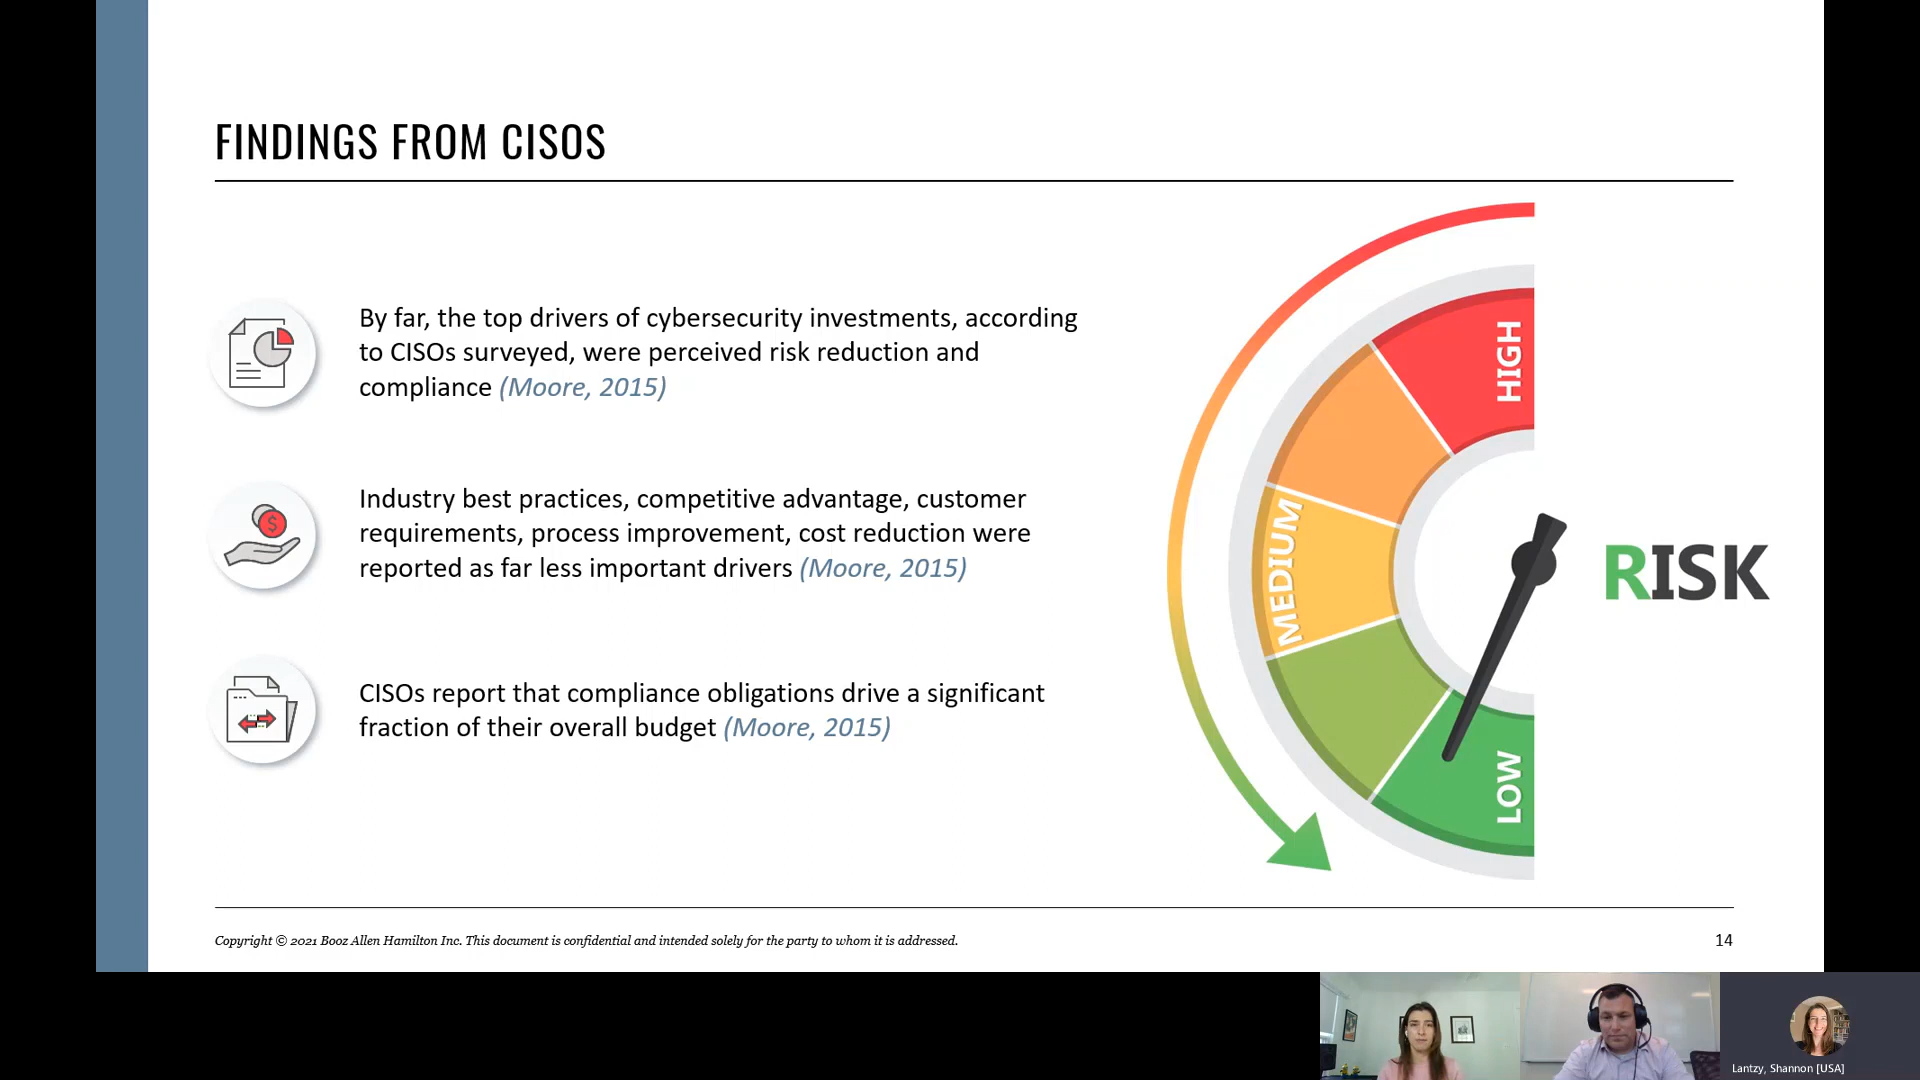 FINDINGS FROM CISOS
By far, the top drivers of cybersecurity investments, according
to CISOs surveyed, were perceived risk reduction and
compliance (Moore, 2015)
Industry best practices, competitive advantage, customer
requirements, process improvement, cost reduction were
reported as far less important drivers (Moore, 2015)
CISOs report that compliance obligations drive a significant
fraction of their overall budget (Moore, 2015)
HIGH
MEDIUM
LOW
RISK
$
Copyright © 2021 Booz Allen Hamilton Inc. This document is confidential and intended solely for the party to whom it is addressed.
14
Lantzy, Shannon [USA]